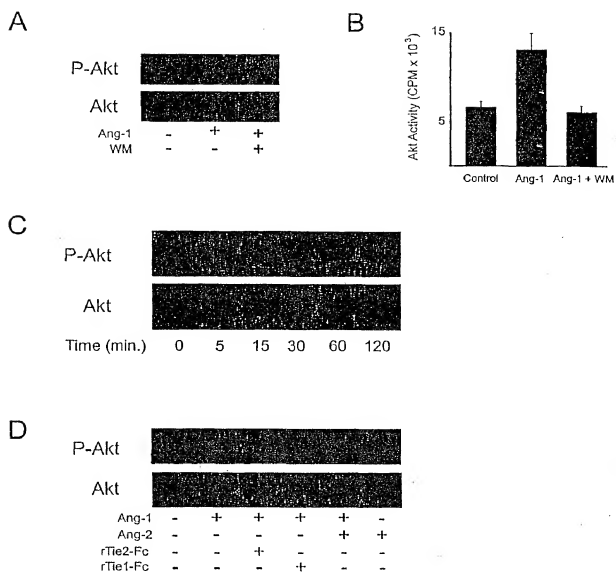 A
P-Akt
Akt
Ang-1 - + +
WM - - +
B
Akt Activity (CPM x 10³)
15
5
Control Ang-1 Ang-1 + WM
C
P-Akt
Akt
Time (min.) 0 5 15 30 60 120
D
P-Akt
Akt
Ang-1 - + + + + -
Ang-2 - - - - + +
rTie2-Fc - - + - - -
rTie1-Fc - - - + - -